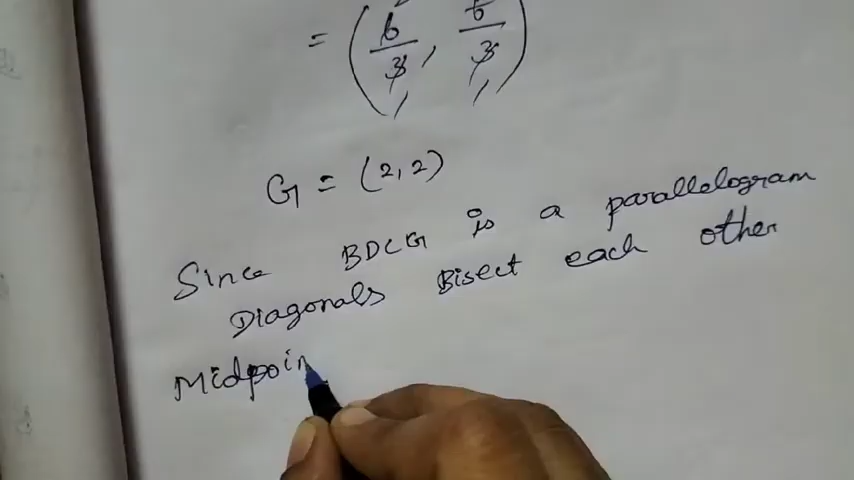 = (6/3, 6/3)
G = (2,2)
Since BDCG is a parallelogram
Diagonals Bisect each other
Midpoin